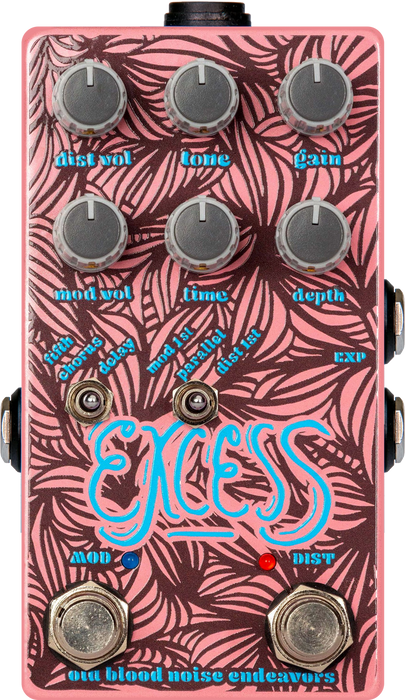 dist vol tone gain
mod vol time depth
fifth chorus delay mod 1st parallel dist 1st
EXP
EXCESS
MOD DIST
old blood noise endeavors